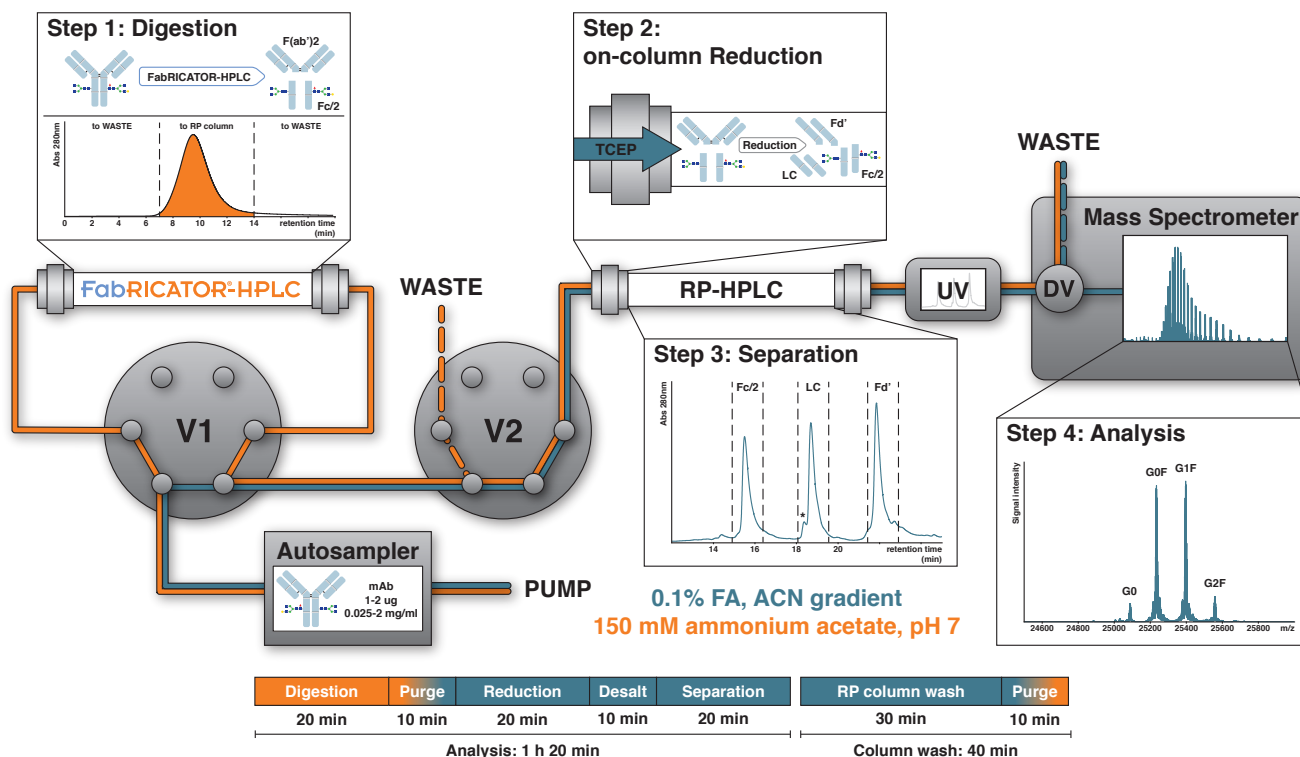 Step 1: Digestion
F(ab')2
FabRICATOR-HPLC
Fc/2
to WASTE
to RP column
to WASTE
Abs 280nm
0 2 4 6 8 10 12 14
retention time
(min)
Step 2:
on-column Reduction
TCEP
Reduction
Fd'
LC
Fc/2
WASTE
Mass Spectrometer
DV
FabRICATOR®-HPLC
WASTE
RP-HPLC
UV
V1
V2
Step 3: Separation
Abs 280nm
Fc/2
LC
Fd'
*
14 16 18 20
retention time
(min)
Step 4: Analysis
Signal intensity
G0
G0F
G1F
G2F
24600 24800 25000 25200 25400 25600 25800 m/z
Autosampler
mAb
1-2 ug
0.025-2 mg/ml
PUMP
0.1% FA, ACN gradient
150 mM ammonium acetate, pH 7
Digestion Purge Reduction Desalt Separation RP column wash Purge
20 min 10 min 20 min 10 min 20 min 30 min 10 min
Analysis: 1 h 20 min Column wash: 40 min